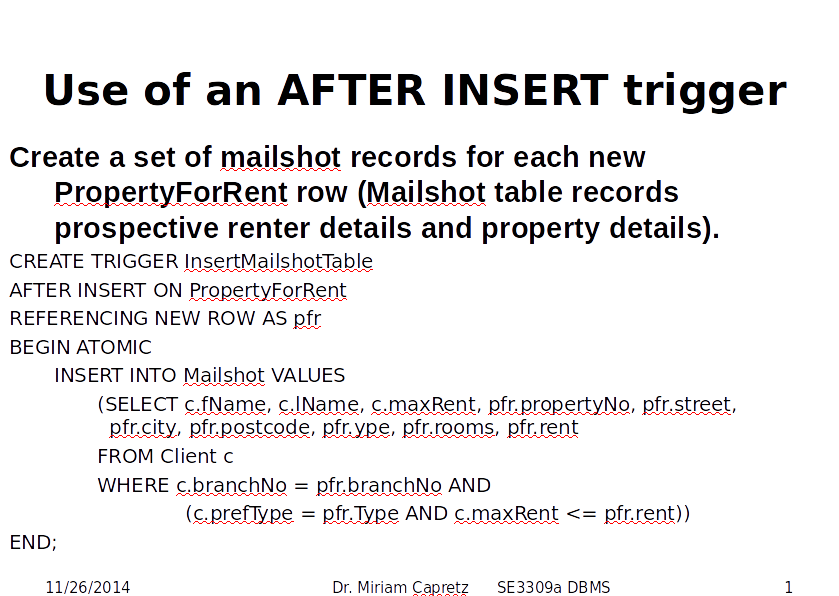 Use of an AFTER INSERT trigger
Create a set of mailshot records for each new
PropertyForRent row (Mailshot table records
prospective renter details and property details).
CREATE TRIGGER InsertMailshotTable
AFTER INSERT ON PropertyForRent
REFERENCING NEW ROW AS pfr
BEGIN ATOMIC
INSERT INTO Mailshot VALUES
(SELECT c.fName, c.lName, c.maxRent, pfr.propertyNo, pfr.street,
pfr.city, pfr.postcode, pfr.ype, pfr.rooms, pfr.rent
FROM Client c
WHERE c.branchNo = pfr.branchNo AND
(c.prefType = pfr.Type AND c.maxRent <= pfr.rent))
END;
11/26/2014 Dr. Miriam Capretz SE3309a DBMS 1